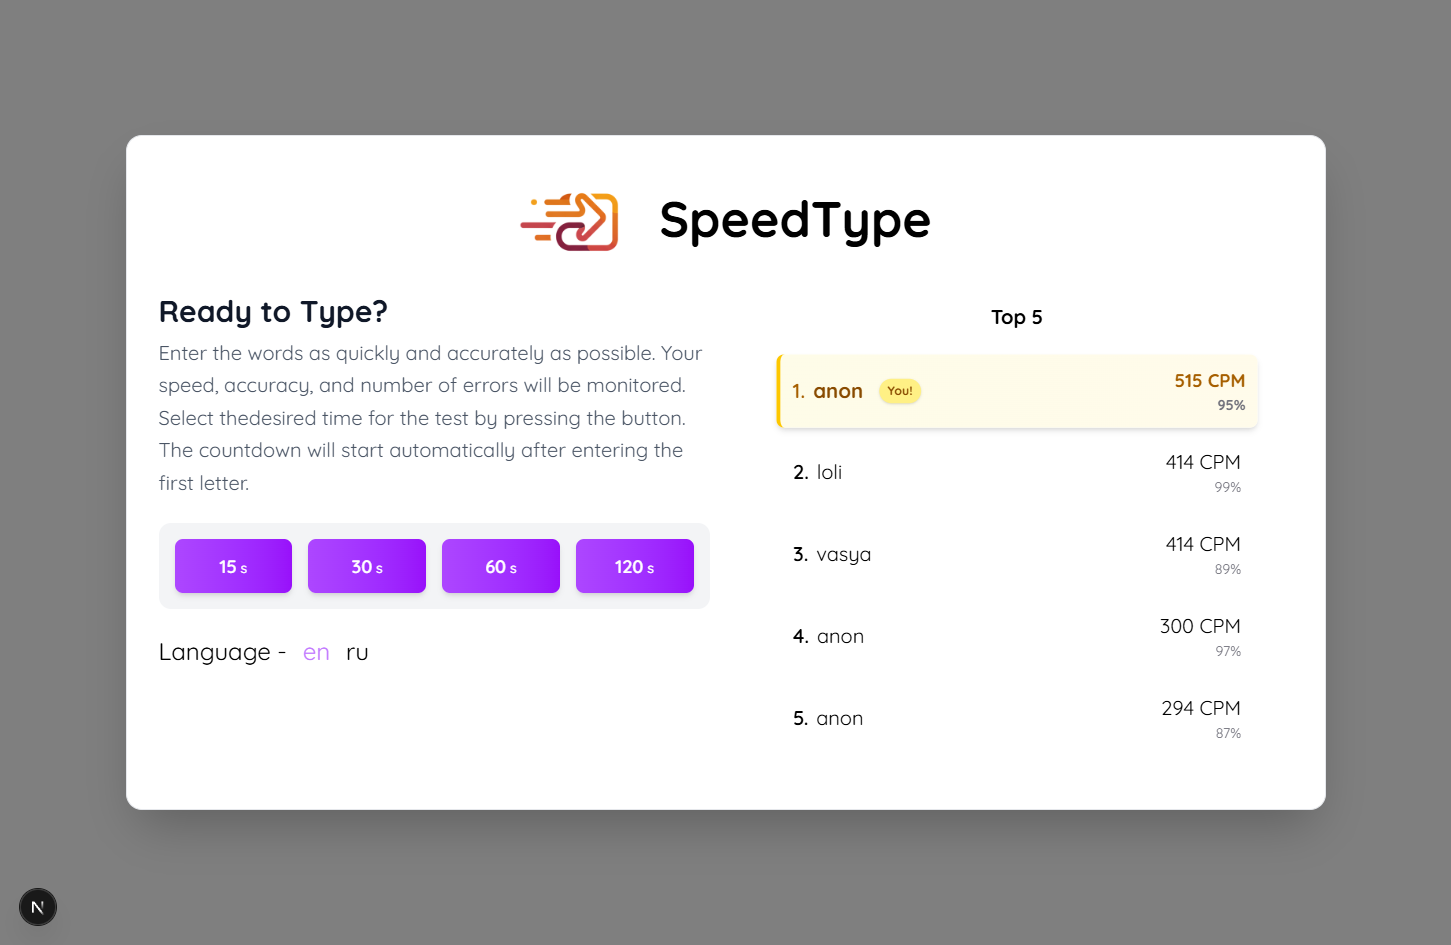 SpeedType
Ready to Type?
Enter the words as quickly and accurately as possible. Your
speed, accuracy, and number of errors will be monitored.
Select thedesired time for the test by pressing the button.
The countdown will start automatically after entering the
first letter.
15 s
30 s
60 s
120 s
Language - en ru
Top 5
1. anon You! 515 CPM
95%
2. loli 414 CPM
99%
3. vasya 414 CPM
89%
4. anon 300 CPM
97%
5. anon 294 CPM
87%
N